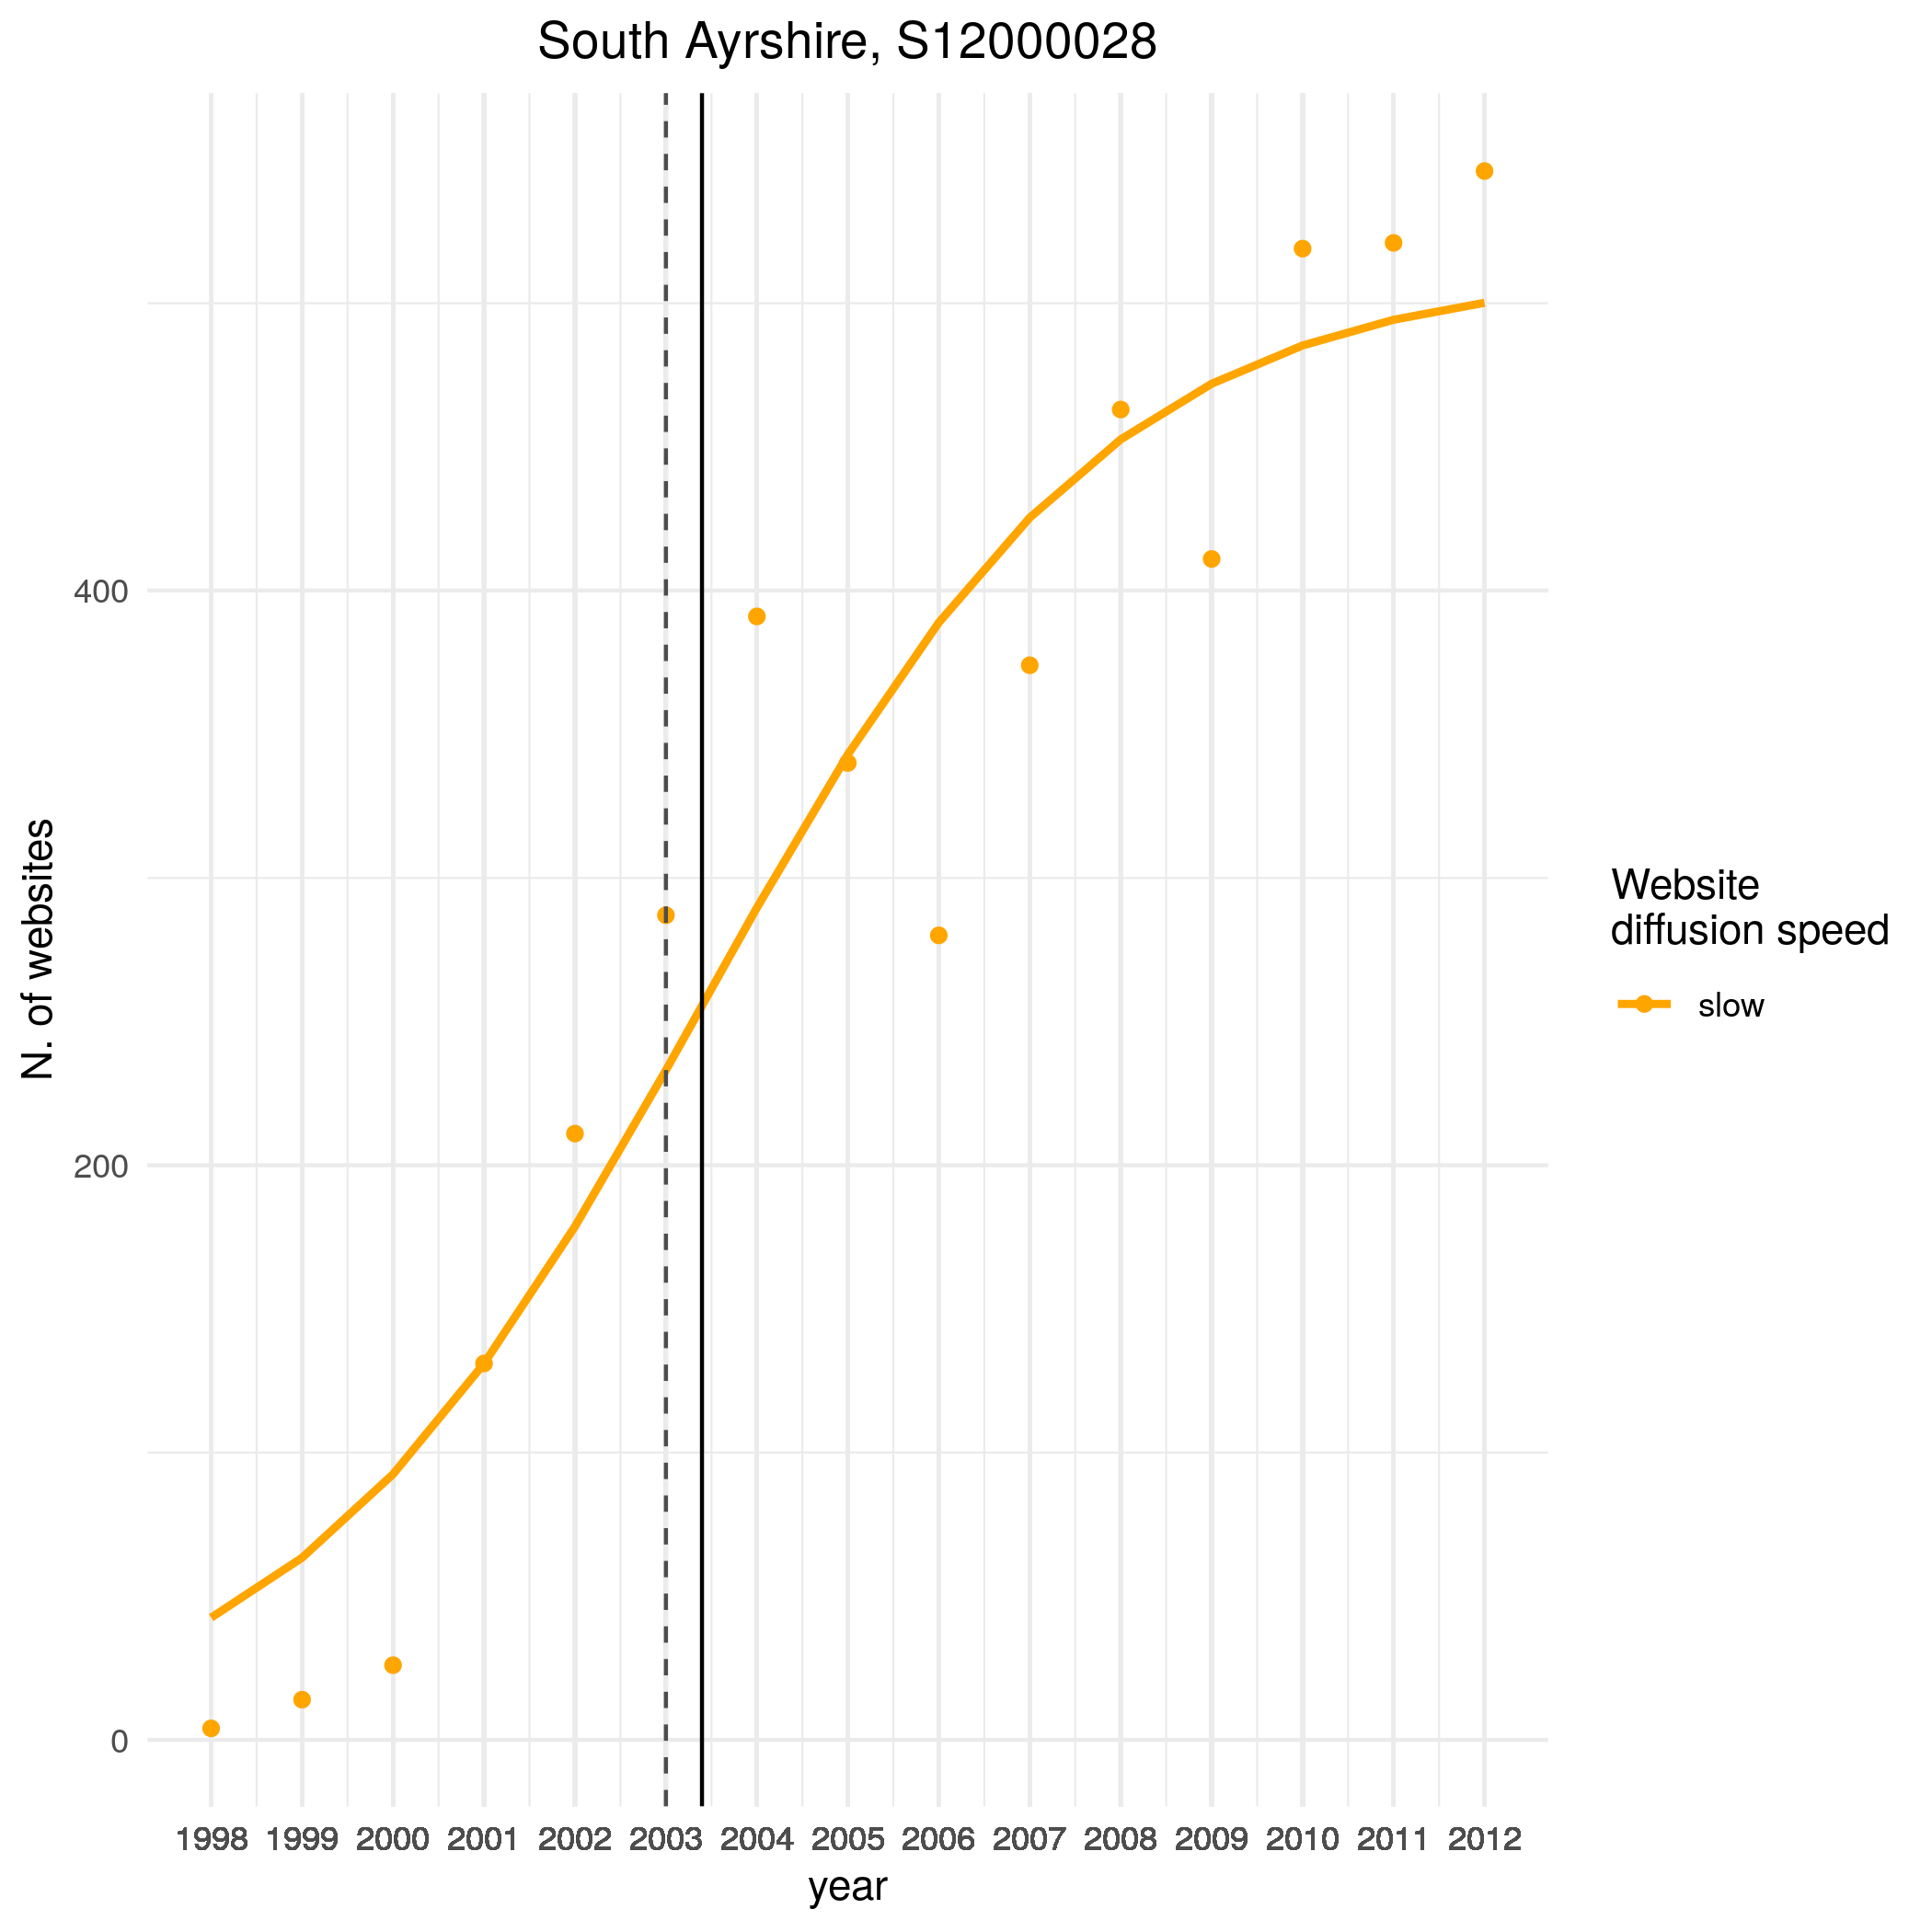 South Ayrshire, S12000028
N. of websites
400
200
0
1998 1999 2000 2001 2002 2003 2004 2005 2006 2007 2008 2009 2010 2011 2012
year
Website
diffusion speed
slow